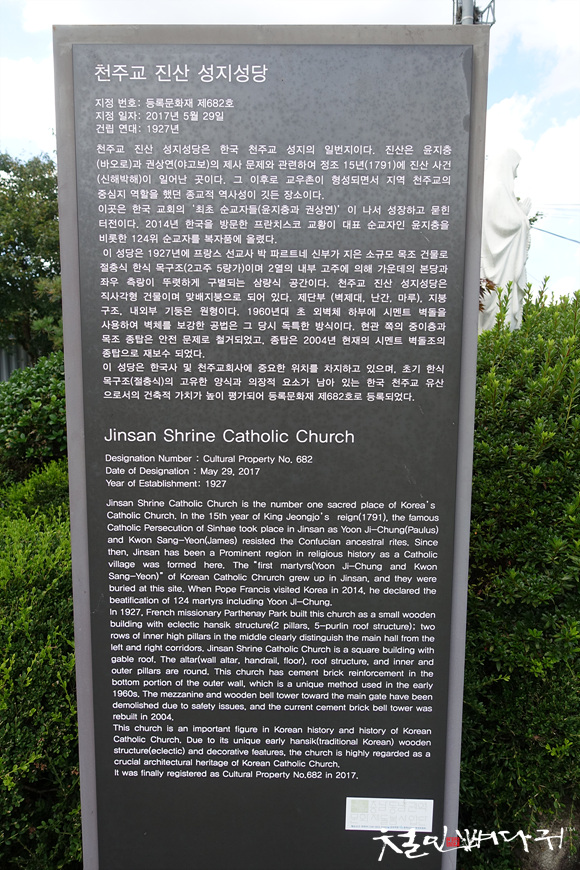 천주교 진산 성지성당
지정 번호: 등록문화재 제682호
지정 일자: 2017년 5월 29일
건립 연대: 1927년
천주교 진산 성지성당은 한국 천주교 성지의 일번지이다. 진산은 윤지충
(바오로)과 권상연(야고보)의 제사 문제와 관련하여 정조 15년(1791)에 진산 사건
(신해박해)이 일어난 곳이다. 그 이후로 교우촌이 형성되면서 지역 천주교의
중심지 역할을 했던 종교적 역사성이 깃든 장소이다.
이곳은 한국 교회의 '최초 순교자들(윤지충과 권상연)' 이 나서 성장하고 묻힌
터전이다. 2014년 한국을 방문한 프란치스코 교황이 대표 순교자인 윤지충을
비롯한 124위 순교자를 복자품에 올렸다.
이 성당은 1927년에 프랑스 선교사 박 파르트네 신부가 지은 소규모 목조 건물로
절충식 한식 목구조(2고주 5량가)이며 2열의 내부 고주에 의해 가운데의 본당과
좌우 측랑이 뚜렷하게 구별되는 삼랑식 공간이다. 천주교 진산 성지성당은
직사각형 건물이며 맞배지붕으로 되어 있다. 제단부 (벽제대, 난간, 마루), 지붕
구조, 내외부 기둥은 원형이다. 1960년대 초 외벽체 하부에 시멘트 벽돌을
사용하여 벽체를 보강한 공법은 그 당시 독특한 방식이다. 현관 쪽의 중이층과
목조 종탑은 안전 문제로 철거되었고, 종탑은 2004년 현재의 시멘트 벽돌조의
종탑으로 재보수 되었다.
이 성당은 한국사 및 천주교회사에 중요한 위치를 차지하고 있으며, 초기 한식
목구조(절충식)의 고유한 양식과 의장적 요소가 남아 있는 한국 천주교 유산
으로서의 건축적 가치가 높이 평가되어 등록문화재 제682호로 등록되었다.
Jinsan Shrine Catholic Church
Designation Number : Cultural Property No. 682
Date of Designation : May 29, 2017
Year of Establishment: 1927
Jinsan Shrine Catholic Church is the number one sacred place of Korea's
Catholic Church. In the 15th year of King Jeongjo's reign(1791), the famous
Catholic Persecution of Sinhae took place in Jinsan as Yoon Ji-Chung(Paulus)
and Kwon Sang-Yeon(James) resisted the Confucian ancestral rites. Since
then, Jinsan has been a Prominent region in religious history as a Catholic
village was formed here. The "first martyrs(Yoon Ji-Chung and Kwon
Sang-Yeon)" of Korean Catholic Chrurch grew up in Jinsan, and they were
buried at this site. When Pope Francis visited Korea in 2014, he declared the
beatification of 124 martyrs including Yoon Ji-Chung.
In 1927, French missionary Parthenay Park built this church as a small wooden
building with eclectic hansik structure(2 pillars, 5-purlin roof structure); two
rows of inner high pillars in the middle clearly distinguish the main hall from the
left and right corridors. Jinsan Shrine Catholic Church is a square building with
gable roof. The altar(wall altar, handrail, floor), roof structure, and inner and
outer pillars are round. This church has cement brick reinforcement in the
bottom portion of the outer wall, which is a unique method used in the early
1960s. The mezzanine and wooden bell tower toward the main gate have been
demolished due to safety issues, and the current cement brick bell tower was
rebuilt in 2004.
This church is an important figure in Korean history and history of Korean
Catholic Church. Due to its unique early hansik(traditional Korean) wooden
structure(eclectic) and decorative features, the church is highly regarded as a
crucial architectural heritage of Korean Catholic Church.
It was finally registered as Cultural Property No.682 in 2017.